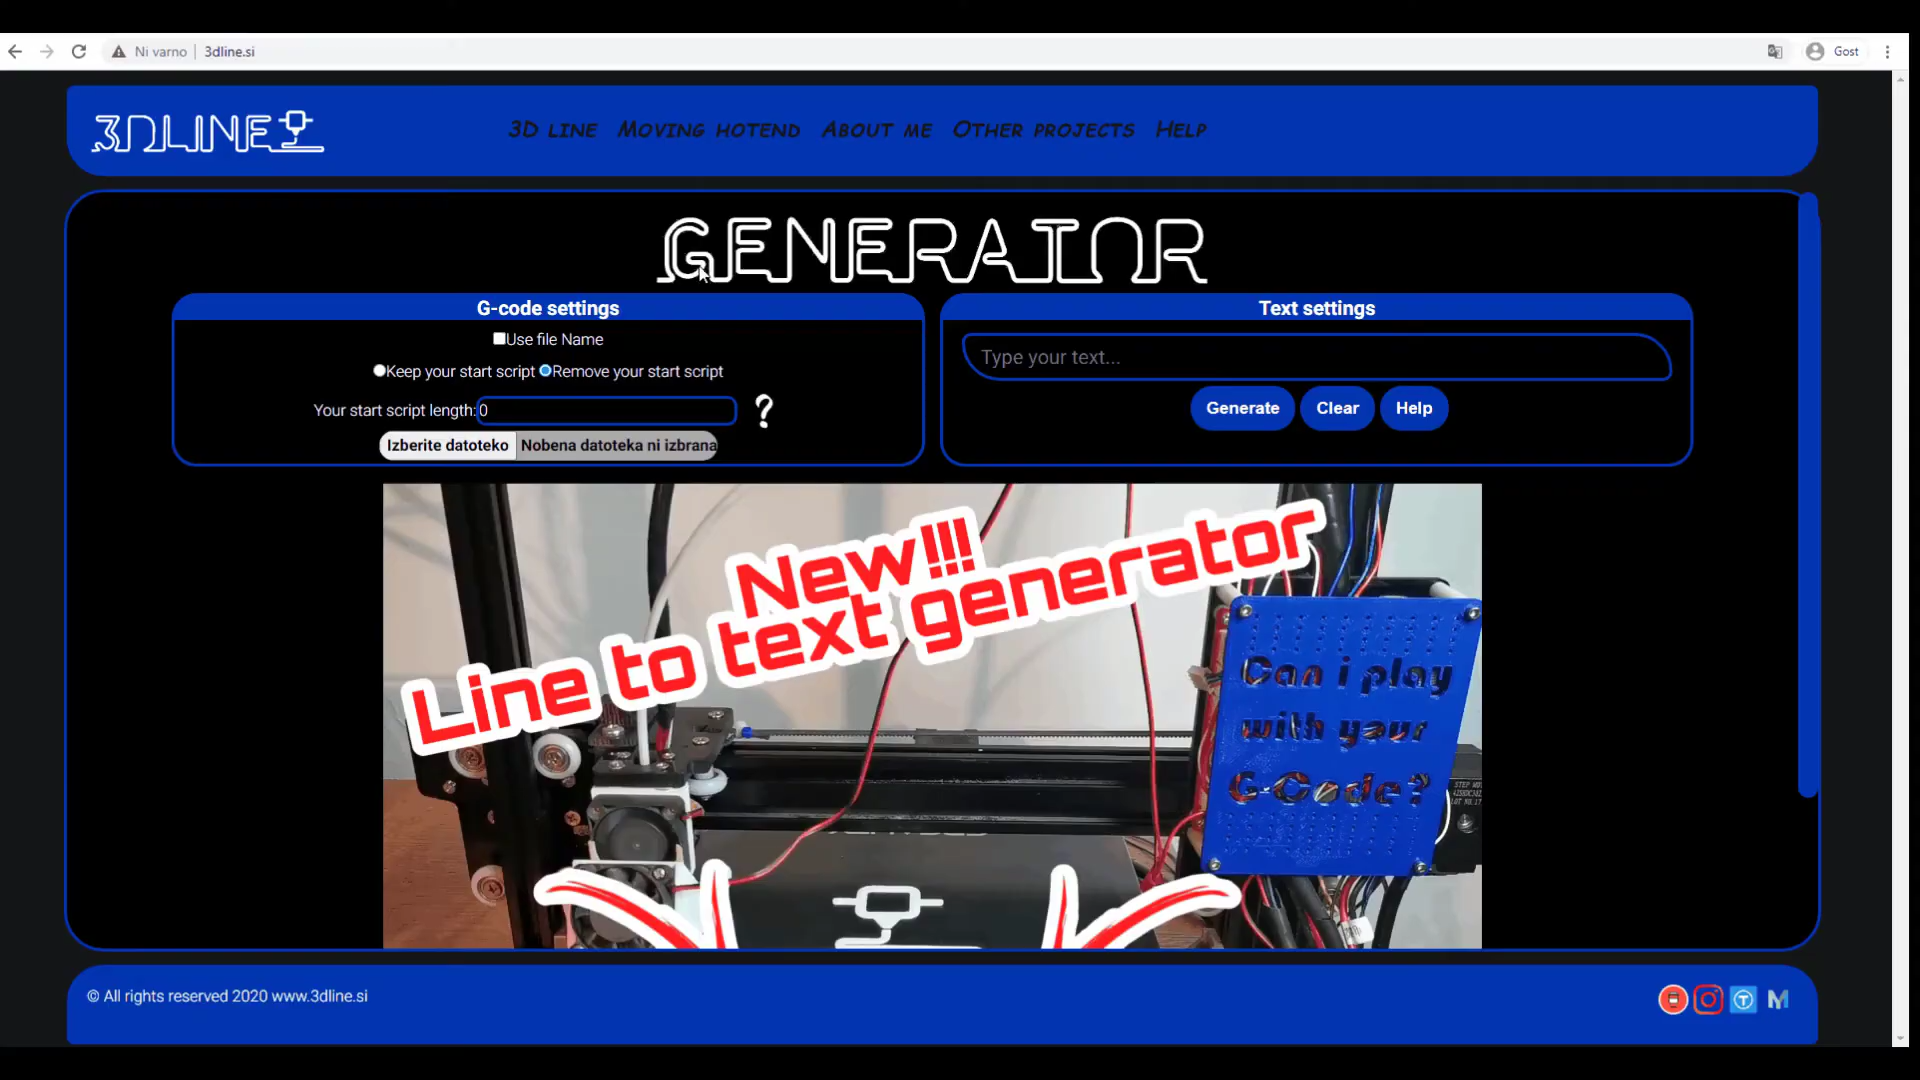 Ni varno
3dline.si
Gost
3DLINE
3D LINE
MOVING HOTEND
ABOUT ME
OTHER PROJECTS
HELP
GENERATOR
G-code settings
Use file Name
Keep your start script
Remove your start script
Your start script length:
0
?
Izberite datoteko
Nobena datoteka ni izbrana
Text settings
Type your text...
Generate
Clear
Help
New!!!
Line to text generator
Can i play
with your
G-Code?
© All rights reserved 2020 www.3dline.si